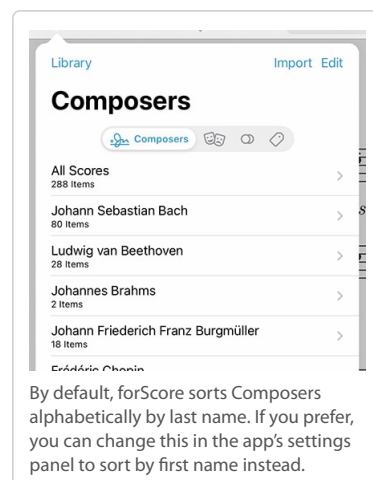 Library Import Edit
Composers
Composers
All Scores
288 Items
Johann Sebastian Bach
80 Items
Ludwig van Beethoven
28 Items
Johannes Brahms
2 Items
Johann Friederich Franz Burgmüller
18 Items
Frédéric Chopin
By default, forScore sorts Composers
alphabetically by last name. If you prefer,
you can change this in the app's settings
panel to sort by first name instead.